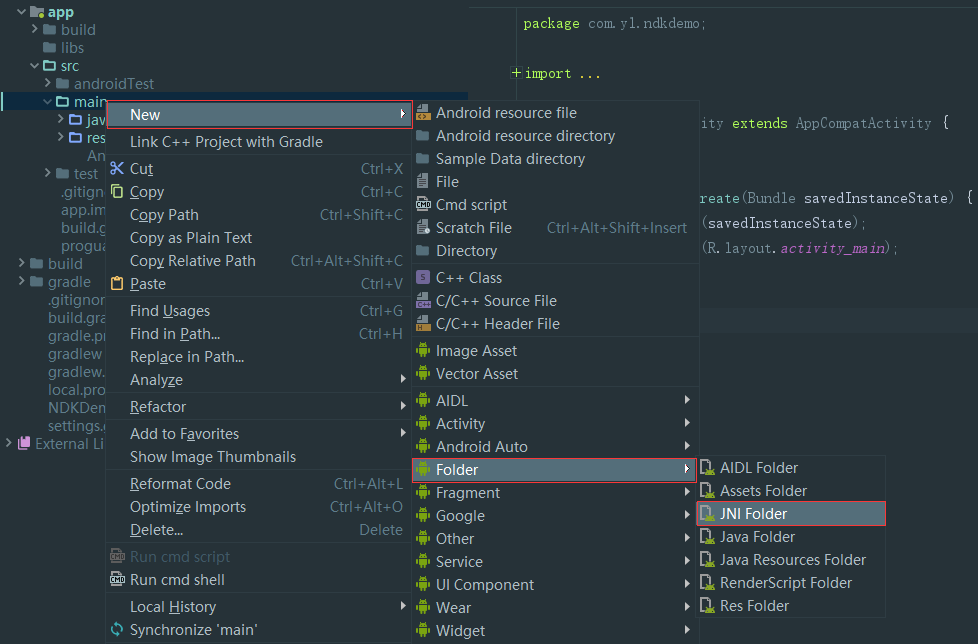 app
build
libs
src
androidTest
main
jav
res
An
test
.gitign
app.im
build.g
progua
build
gradle
.gitignor
build.gra
gradle.pr
gradlew
gradlew.
local.pro
NDKDem
settings.g
External Li
New
Link C++ Project with Gradle
Cut Ctrl+X
Copy Ctrl+C
Copy Path Ctrl+Shift+C
Copy as Plain Text
Copy Relative Path Ctrl+Alt+Shift+C
Paste Ctrl+V
Find Usages Ctrl+G
Find in Path... Ctrl+H
Replace in Path...
Analyze
Refactor
Add to Favorites
Show Image Thumbnails
Reformat Code Ctrl+Alt+L
Optimize Imports Ctrl+Alt+O
Delete... Delete
Run cmd script
Run cmd shell
Local History
Synchronize 'main'
Android resource file
Android resource directory
Sample Data directory
File
Cmd script
Scratch File Ctrl+Alt+Shift+Insert
Directory
C++ Class
C/C++ Source File
C/C++ Header File
Image Asset
Vector Asset
AIDL
Activity
Android Auto
Folder
Fragment
Google
Other
Service
UI Component
Wear
Widget
AIDL Folder
Assets Folder
JNI Folder
Java Folder
Java Resources Folder
RenderScript Folder
Res Folder
package com.yl.ndkdemo;
import ...
ity extends AppCompatActivity {
reate(Bundle savedInstanceState) {
(savedInstanceState);
(R.layout.activity_main);